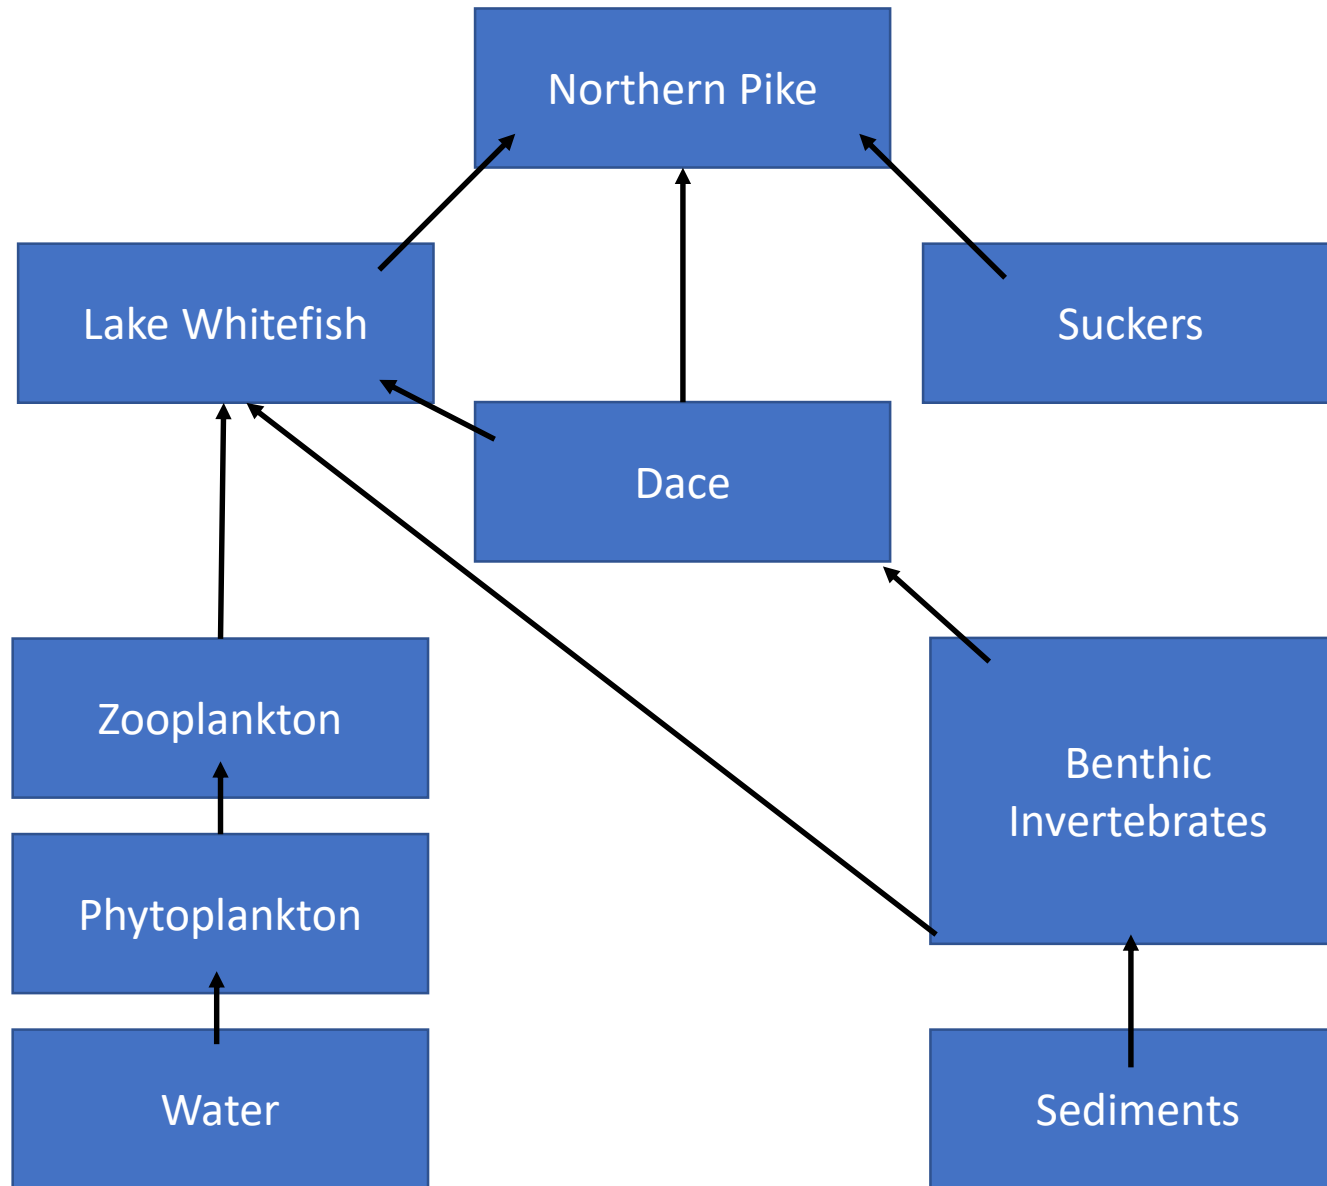 Northern Pike
Lake Whitefish
Suckers
Dace
Zooplankton
Benthic
Invertebrates
Phytoplankton
Water
Sediments